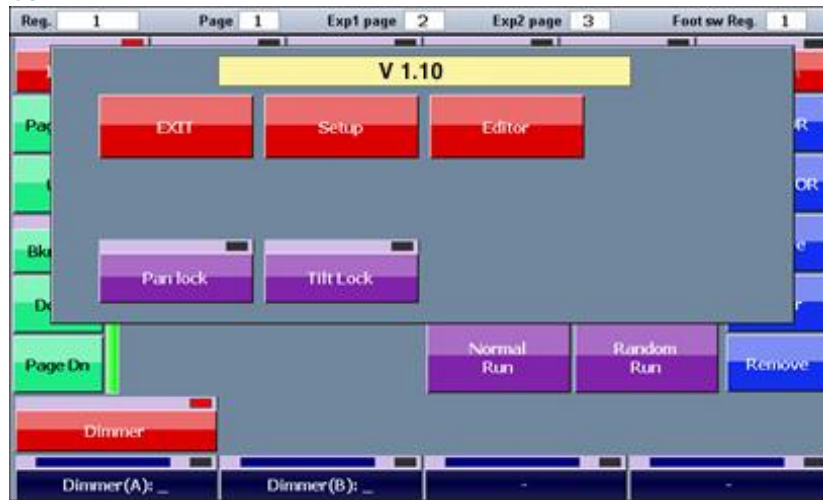 Reg. 1 Page 1 Exp1 page 2 Exp2 page 3 Foot sw Reg. 1
V 1.10
EXIT Setup Editor
Pan lock Tilt Lock
Page Dn
Normal
Run
Random
Run
Remove
Dimmer
Dimmer(A): _ Dimmer(B): _ - -